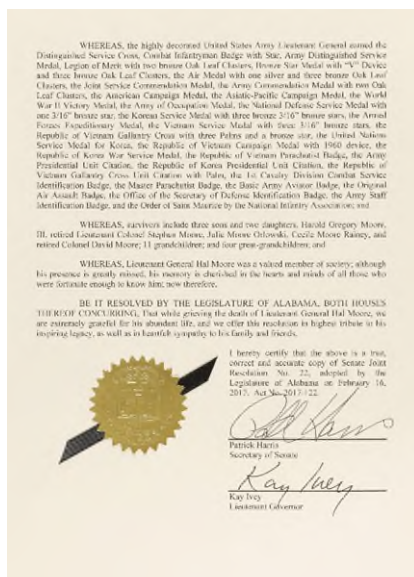 WHEREAS, the highly decorated United States Army Lieutenant General earned the
Distinguished Service Cross, Combat Infantryman Badge with Star, Army Distinguished Service
Medal, Legion of Merit with two bronze Oak Leaf Clusters, Bronze Star Medal with "V" Device
and three bronze Oak Leaf Clusters, the Air Medal with one silver and three bronze Oak Leaf
Clusters, the Joint Service Commendation Medal, the Army Commendation Medal with two Oak
Leaf Clusters, the American Campaign Medal, the Asiatic-Pacific Campaign Medal, the World
War II Victory Medal, the Army of Occupation Medal, the National Defense Service Medal with
one 3/16" bronze star, the Korean Service Medal with three bronze 3/16" bronze stars, the Armed
Forces Expeditionary Medal, the Vietnam Service Medal with three 3/16" bronze stars, the
Republic of Vietnam Gallantry Cross with three Palms and a bronze star, the United Nations
Service Medal for Korea, the Republic of Vietnam Campaign Medal with 1960 device, the
Republic of Korea War Service Medal, the Republic of Vietnam Parachutist Badge, the Army
Presidential Unit Citation, the Republic of Korea Presidential Unit Citation, the Republic of
Vietnam Gallantry Cross Unit Citation with Palm, the 1st Cavalry Division Combat Service
Identification Badge, the Master Parachutist Badge, the Basic Army Aviator Badge, the Original
Air Assault Badge, the Office of the Secretary of Defense Identification Badge, the Army Staff
Identification Badge, and the Order of Saint Maurice by the National Infantry Association; and
WHEREAS, survivors include three sons and two daughters, Harold Gregory Moore,
III, retired Lieutenant Colonel Stephen Moore, Julie Moore Orlowski, Cecile Moore Rainey, and
retired Colonel David Moore; 11 grandchildren; and four great-grandchildren; and
WHEREAS, Lieutenant General Hal Moore was a valued member of society; although
his presence is greatly missed, his memory is cherished in the hearts and minds of all those who
were fortunate enough to know him; now therefore,
BE IT RESOLVED BY THE LEGISLATURE OF ALABAMA, BOTH HOUSES
THEREOF CONCURRING, That while grieving the death of Lieutenant General Hal Moore, we
are extremely grateful for his abundant life, and we offer this resolution in highest tribute to his
inspiring legacy, as well as in heartfelt sympathy to his family and friends.
I hereby certify that the above is a true,
correct and accurate copy of Senate Joint
Resolution No. 22, adopted by the
Legislature of Alabama on February 16,
2017. Act No. 2017-122.
Patrick Harris
Secretary of Senate
Kay Ivey
Kay Ivey
Lieutenant Governor